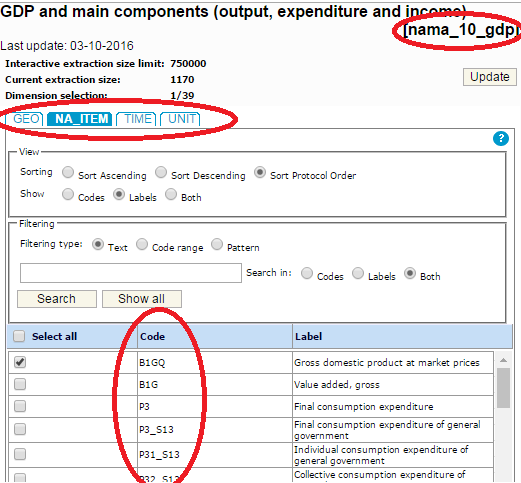 GDP and main components (output, expenditure and income)
[nama_10_gdp]
Last update: 03-10-2016
Interactive extraction size limit: 750000
Current extraction size: 1170
Dimension selection: 1/39
Update
GEO NA_ITEM TIME UNIT
?
View
Sorting Sort Ascending Sort Descending Sort Protocol Order
Show Codes Labels Both
Filtering
Filtering type: Text Code range Pattern
Search in: Codes Labels Both
Search Show all
Select all Code Label
B1GQ Gross domestic product at market prices
B1G Value added, gross
P3 Final consumption expenditure
P3_S13 Final consumption expenditure of general
government
P31_S13 Individual consumption expenditure of
general government
P32_S13 Collective consumption expenditure of